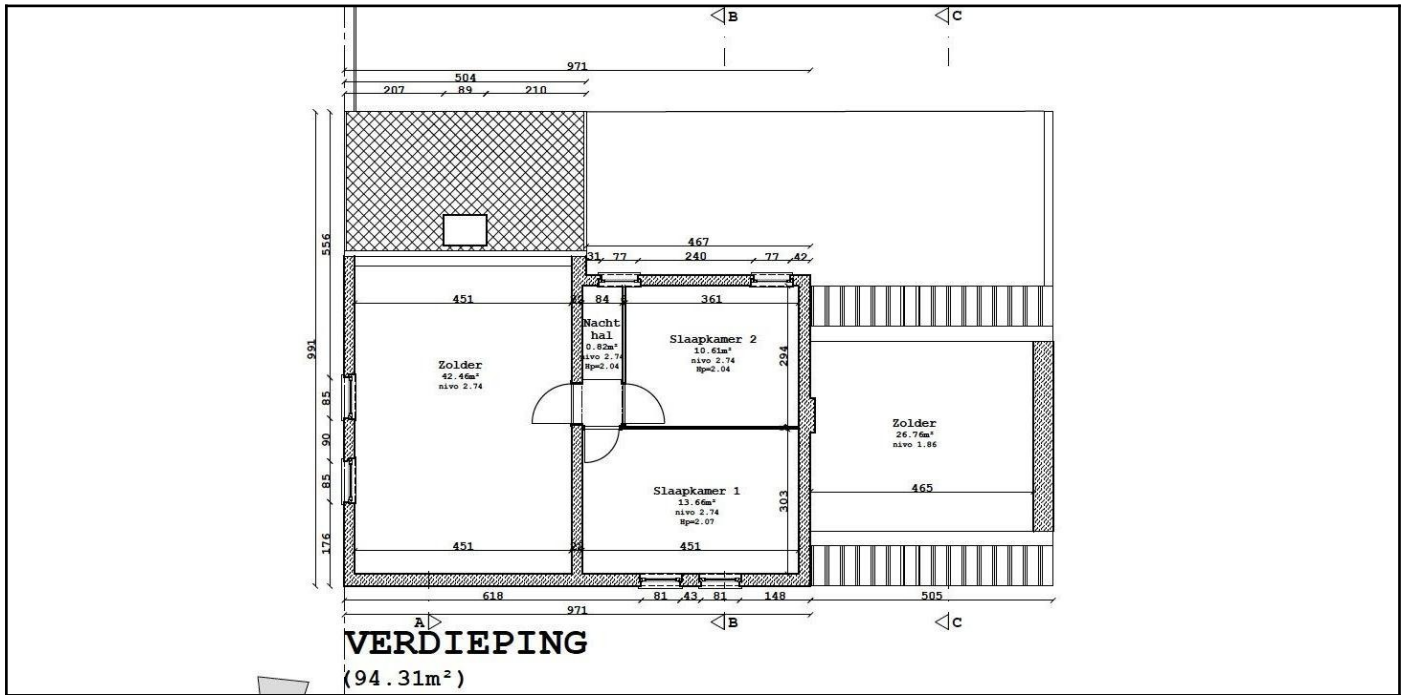 B
C
971
504
207 89 210
467
31 77 240 77 42
556
991
85
90
85
176
451
84
361
Nacht
hal
0.82m²
nivo 2.74
Hp=2.04
Slaapkamer 2
10.61m²
nivo 2.74
Hp=2.04
294
Zolder
42.46m²
nivo 2.74
Zolder
26.76m²
nivo 1.86
465
Slaapkamer 1
13.66m²
nivo 2.74
Hp=2.07
303
451
451
618 81 43 81 148 505
971
A
B
C
VERDIEPING
(94.31m²)